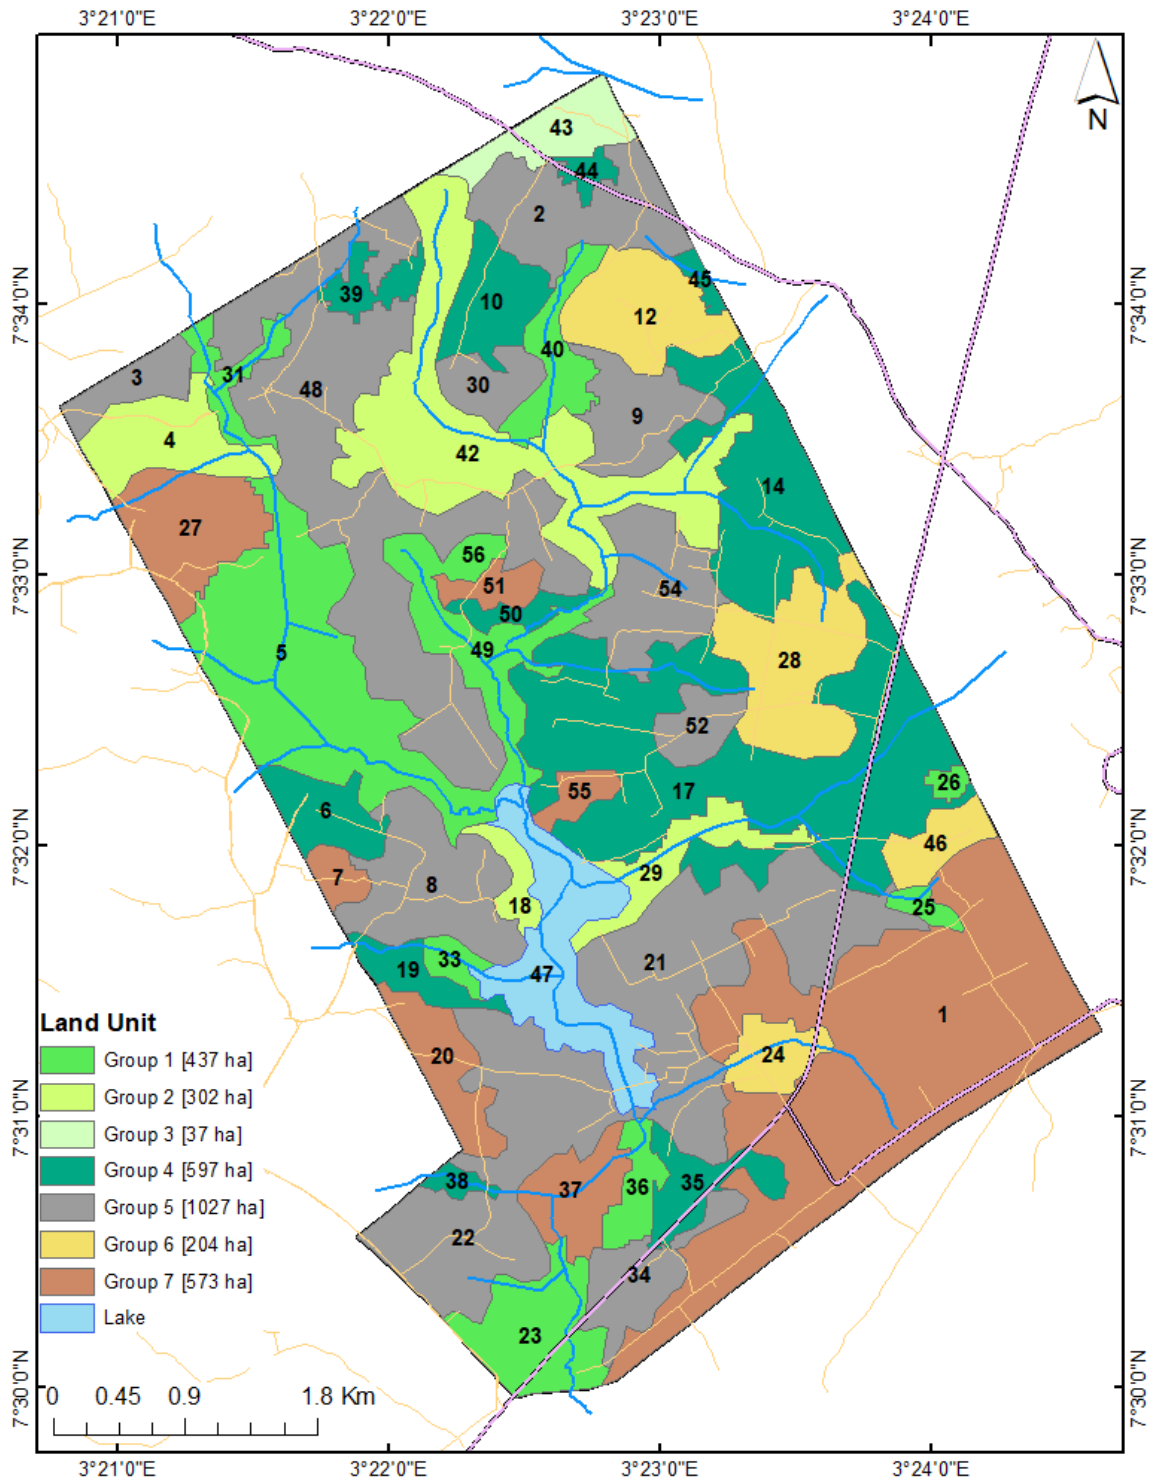 3°21'0"E 3°22'0"E 3°23'0"E 3°24'0"E
N
43
44
2
45
39
10
12
7°34'0"N 7°34'0"N
40
31
3
30
48
9
4
42
14
27
56
51
54
7°33'0"N 7°33'0"N
50
49
5
28
52
26
55
17
6
46
7°32'0"N 7°32'0"N
29
7
8
18
25
33
21
19
47
1
20
24
Land Unit
Group 1 [437 ha]
Group 2 [302 ha]
Group 3 [37 ha]
Group 4 [597 ha]
Group 5 [1027 ha]
Group 6 [204 ha]
Group 7 [573 ha]
Lake
7°31'0"N 7°31'0"N
38
37
36
35
22
34
23
7°30'0"N 7°30'0"N
0 0.45 0.9 1.8 Km
3°21'0"E 3°22'0"E 3°23'0"E 3°24'0"E